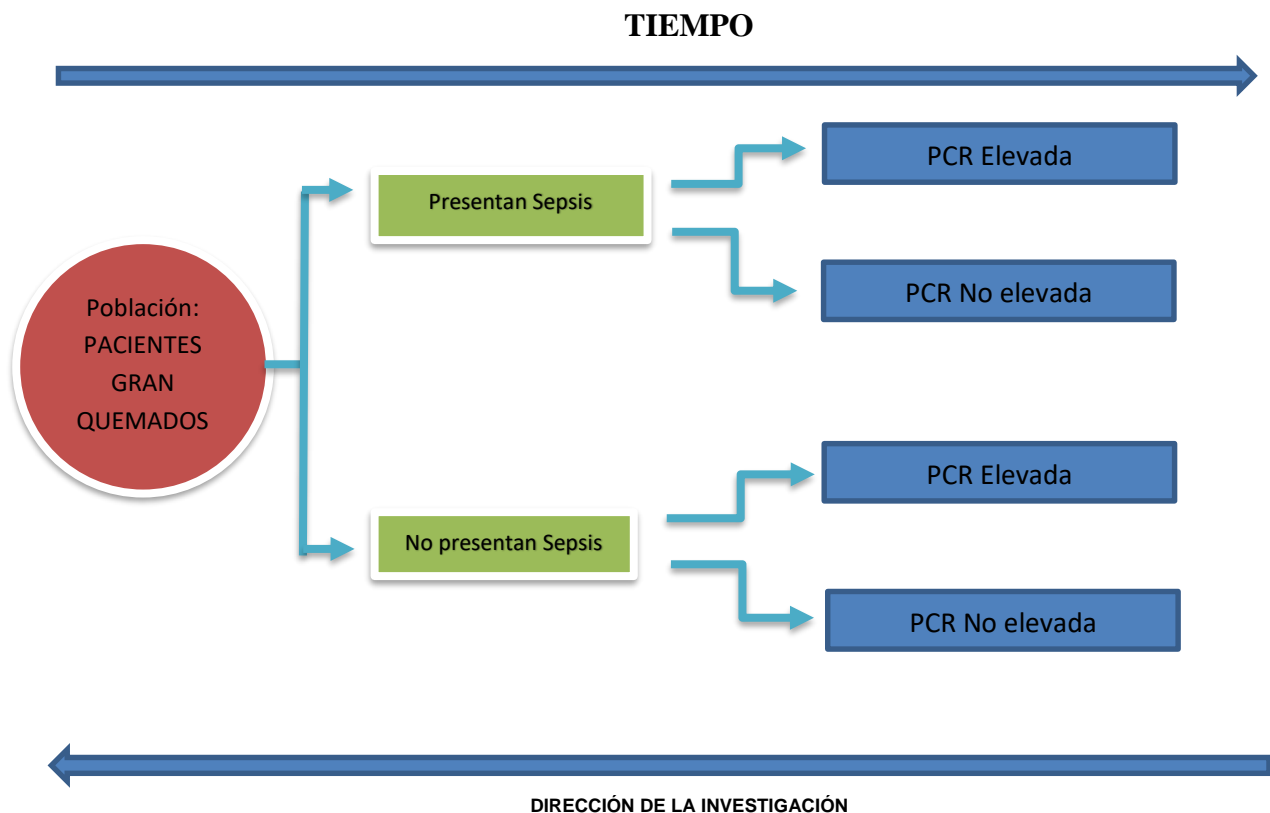 TIEMPO
PCR Elevada
Presentan Sepsis
PCR No elevada
Población:
PACIENTES
GRAN
QUEMADOS
PCR Elevada
No presentan Sepsis
PCR No elevada
DIRECCIÓN DE LA INVESTIGACIÓN